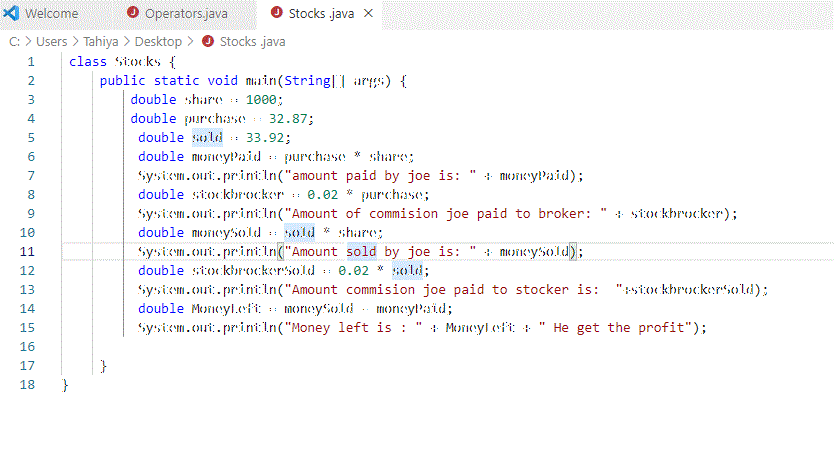 Welcome Operators.java Stocks .java ×
C: > Users > Tahiya > Desktop > Stocks .java
1 class Stocks {
2 public static void main(String[] args) {
3 double share = 1000;
4 double purchase = 32.87;
5 double sold = 33.92;
6 double moneyPaid = purchase * share;
7 System.out.println("amount paid by joe is: " + moneyPaid);
8 double stockbrocker = 0.02 * purchase;
9 System.out.println("Amount of commision joe paid to broker: " + stockbrocker);
10 double moneySold = sold * share;
11 System.out.println("Amount sold by joe is: " + moneySold);
12 double stockbrockerSold = 0.02 * sold;
13 System.out.println("Amount commision joe paid to stocker is:  "+stockbrockerSold);
14 double MoneyLeft = moneySold - moneyPaid;
15 System.out.println("Money left is : " + MoneyLeft + " He get the profit");
16
17 }
18 }